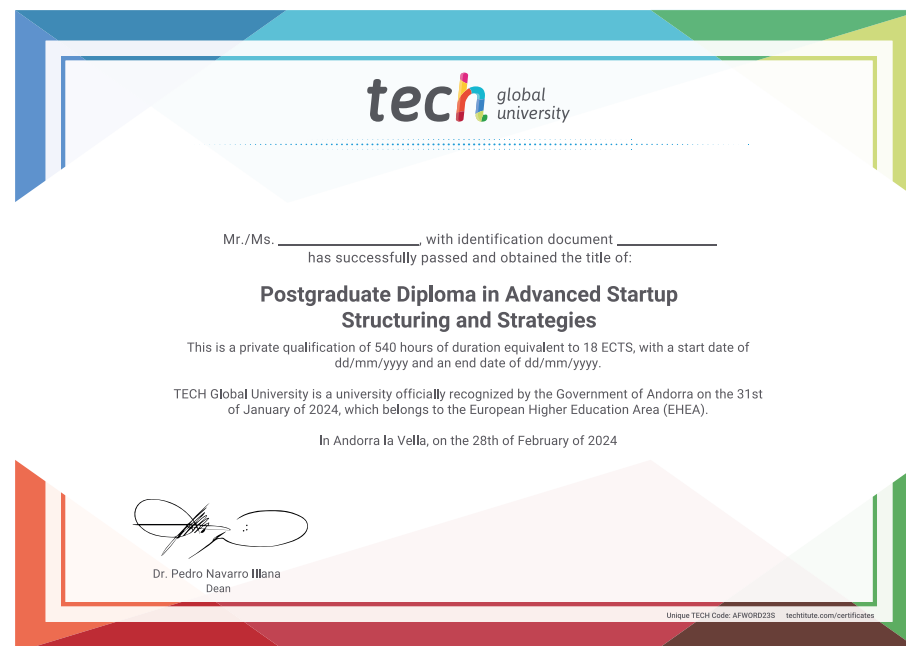 tech global
university
Mr./Ms. ________________, with identification document ____________
has successfully passed and obtained the title of:
Postgraduate Diploma in Advanced Startup
Structuring and Strategies
This is a private qualification of 540 hours of duration equivalent to 18 ECTS, with a start date of
dd/mm/yyyy and an end date of dd/mm/yyyy.
TECH Global University is a university officially recognized by the Government of Andorra on the 31st
of January of 2024, which belongs to the European Higher Education Area (EHEA).
In Andorra la Vella, on the 28th of February of 2024
Dr. Pedro Navarro Illana
Dean
Unique TECH Code: AFWORD23S techtitute.com/certificates